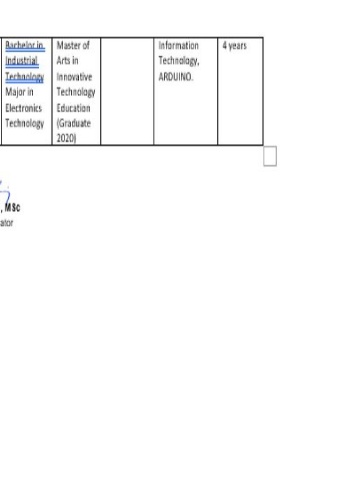 Bachelor in
Industrial
Technology
Major in
Electronics
Technology
Master of
Arts in
Innovative
Technology
Education
(Graduate
2020)
Information
Technology,
ARDUINO.
4 years
, MSc
ator